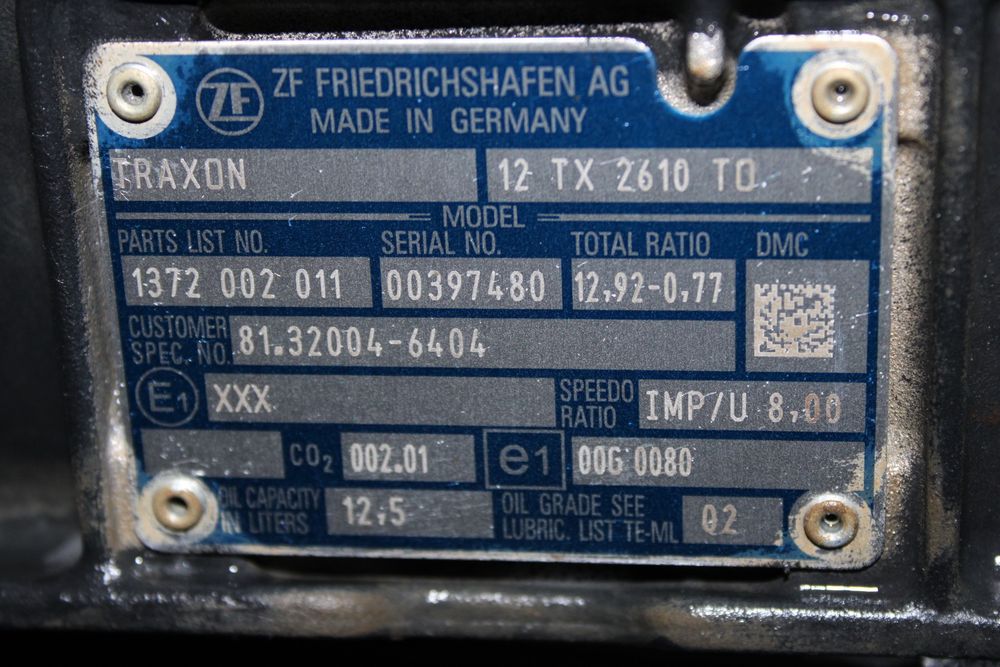 ZF ZF FRIEDRICHSHAFEN AG
MADE IN GERMANY
TRAXON 12 TX 2610 TO
MODEL
PARTS LIST NO. SERIAL NO. TOTAL RATIO DMC
1372 002 011 00397480 12,92-0,77
CUSTOMER
SPEC. NO. 81.32004-6404
E1 XXX SPEEDO
RATIO IMP/U 8,00
CO2 002.01 e1 00G 0080
OIL CAPACITY
IN LITERS 12,5 OIL GRADE SEE
LUBRIC. LIST TE-ML 02